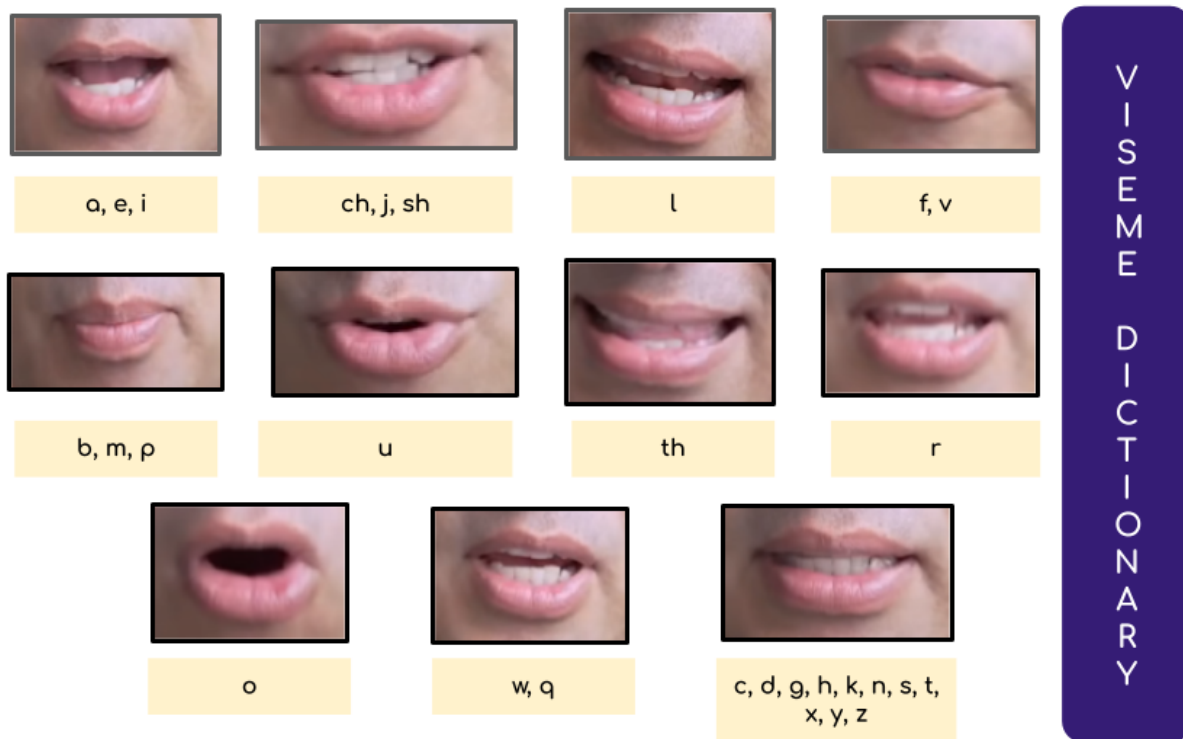 a, e, i
ch, j, sh
l
f, v
b, m, p
u
th
r
o
w, q
c, d, g, h, k, n, s, t,
x, y, z
VISEME DICTIONARY